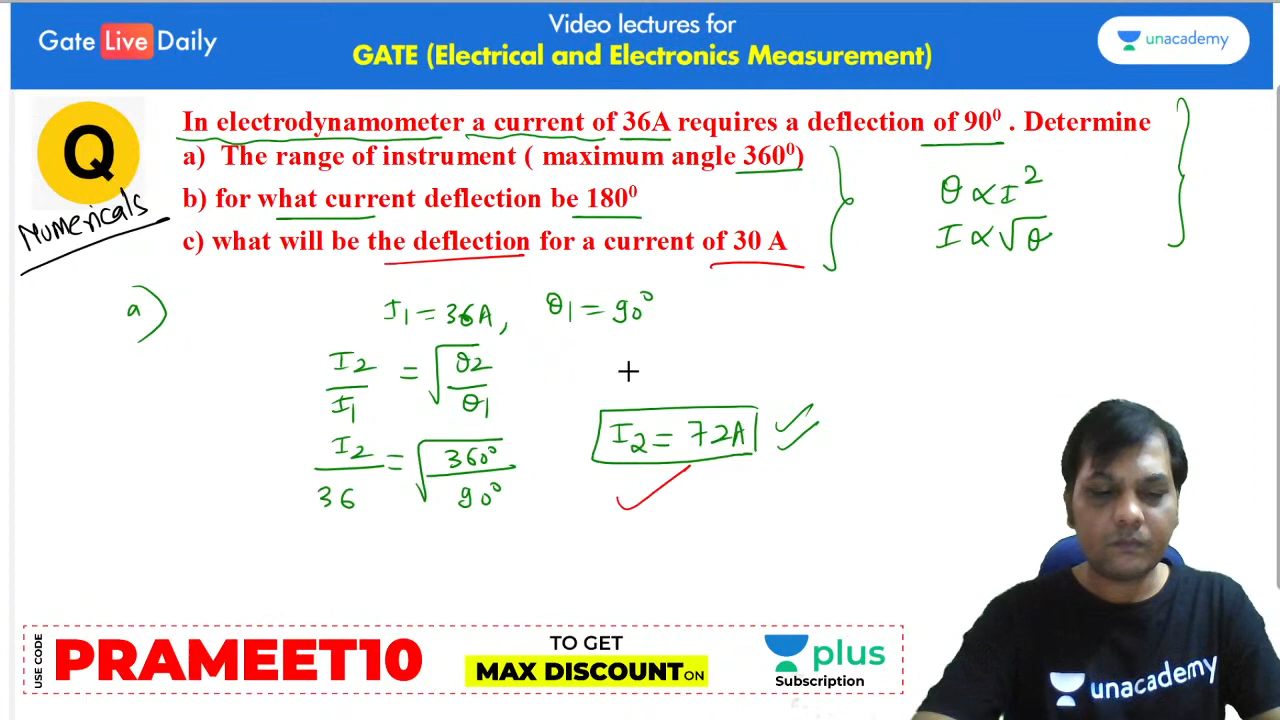 Gate Live Daily
Video lectures for
GATE (Electrical and Electronics Measurement)
unacademy
Q
Numericals
In electrodynamometer a current of 36A requires a deflection of 90⁰ . Determine
a) The range of instrument ( maximum angle 360⁰)
b) for what current deflection be 180⁰
c) what will be the deflection for a current of 30 A
θ ∝ I²
I ∝ √θ
a)
I₁ = 36A, θ₁ = 90°
I₂/I₁ = √(θ₂/θ₁)
I₂/36 = √(360°/90°)
I₂ = 72A
USE CODE
PRAMEET10
TO GET
MAX DISCOUNT ON
plus
Subscription
unacademy